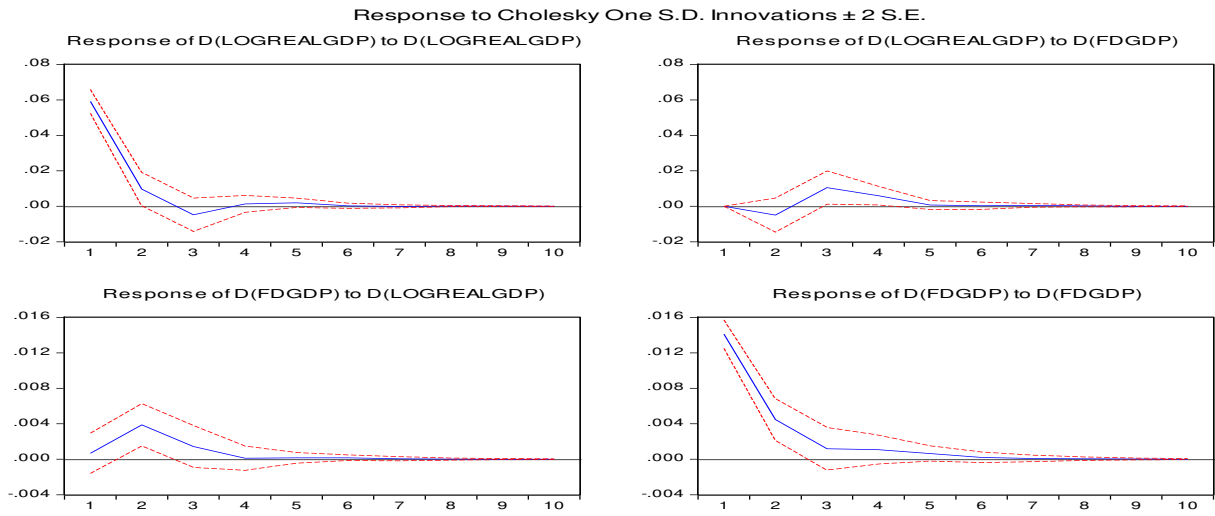 Response to Cholesky One S.D. Innovations ± 2 S.E.
Response of D(LOGREALGDP) to D(LOGREALGDP)
.08
.06
.04
.02
.00
-.02
1 2 3 4 5 6 7 8 9 10
Response of D(LOGREALGDP) to D(FDGDP)
.08
.06
.04
.02
.00
-.02
1 2 3 4 5 6 7 8 9 10
Response of D(FDGDP) to D(LOGREALGDP)
.016
.012
.008
.004
.000
-.004
1 2 3 4 5 6 7 8 9 10
Response of D(FDGDP) to D(FDGDP)
.016
.012
.008
.004
.000
-.004
1 2 3 4 5 6 7 8 9 10